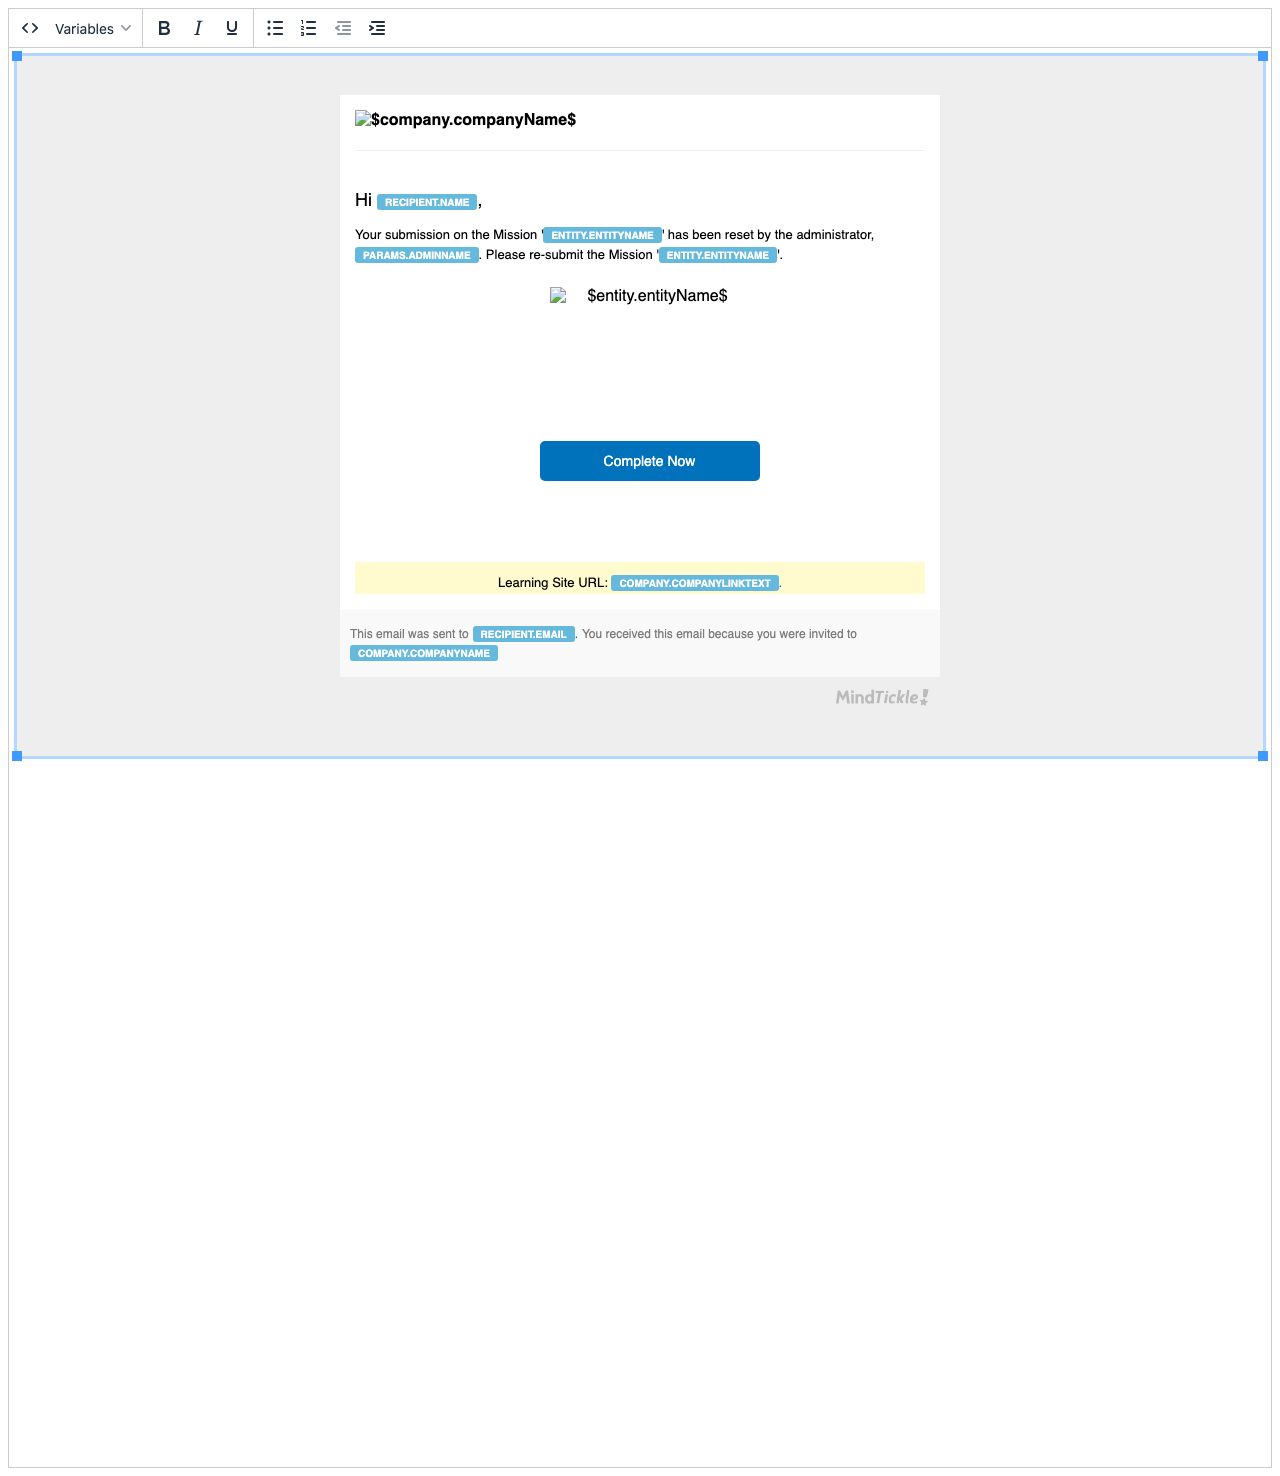 Variables
$company.companyName$
Hi RECIPIENT.NAME,
Your submission on the Mission 'ENTITY.ENTITYNAME' has been reset by the administrator,
PARAMS.ADMINNAME. Please re-submit the Mission 'ENTITY.ENTITYNAME'.
$entity.entityName$
Complete Now
Learning Site URL: COMPANY.COMPANYLINKTEXT.
This email was sent to RECIPIENT.EMAIL. You received this email because you were invited to
COMPANY.COMPANYNAME
MindTickle!